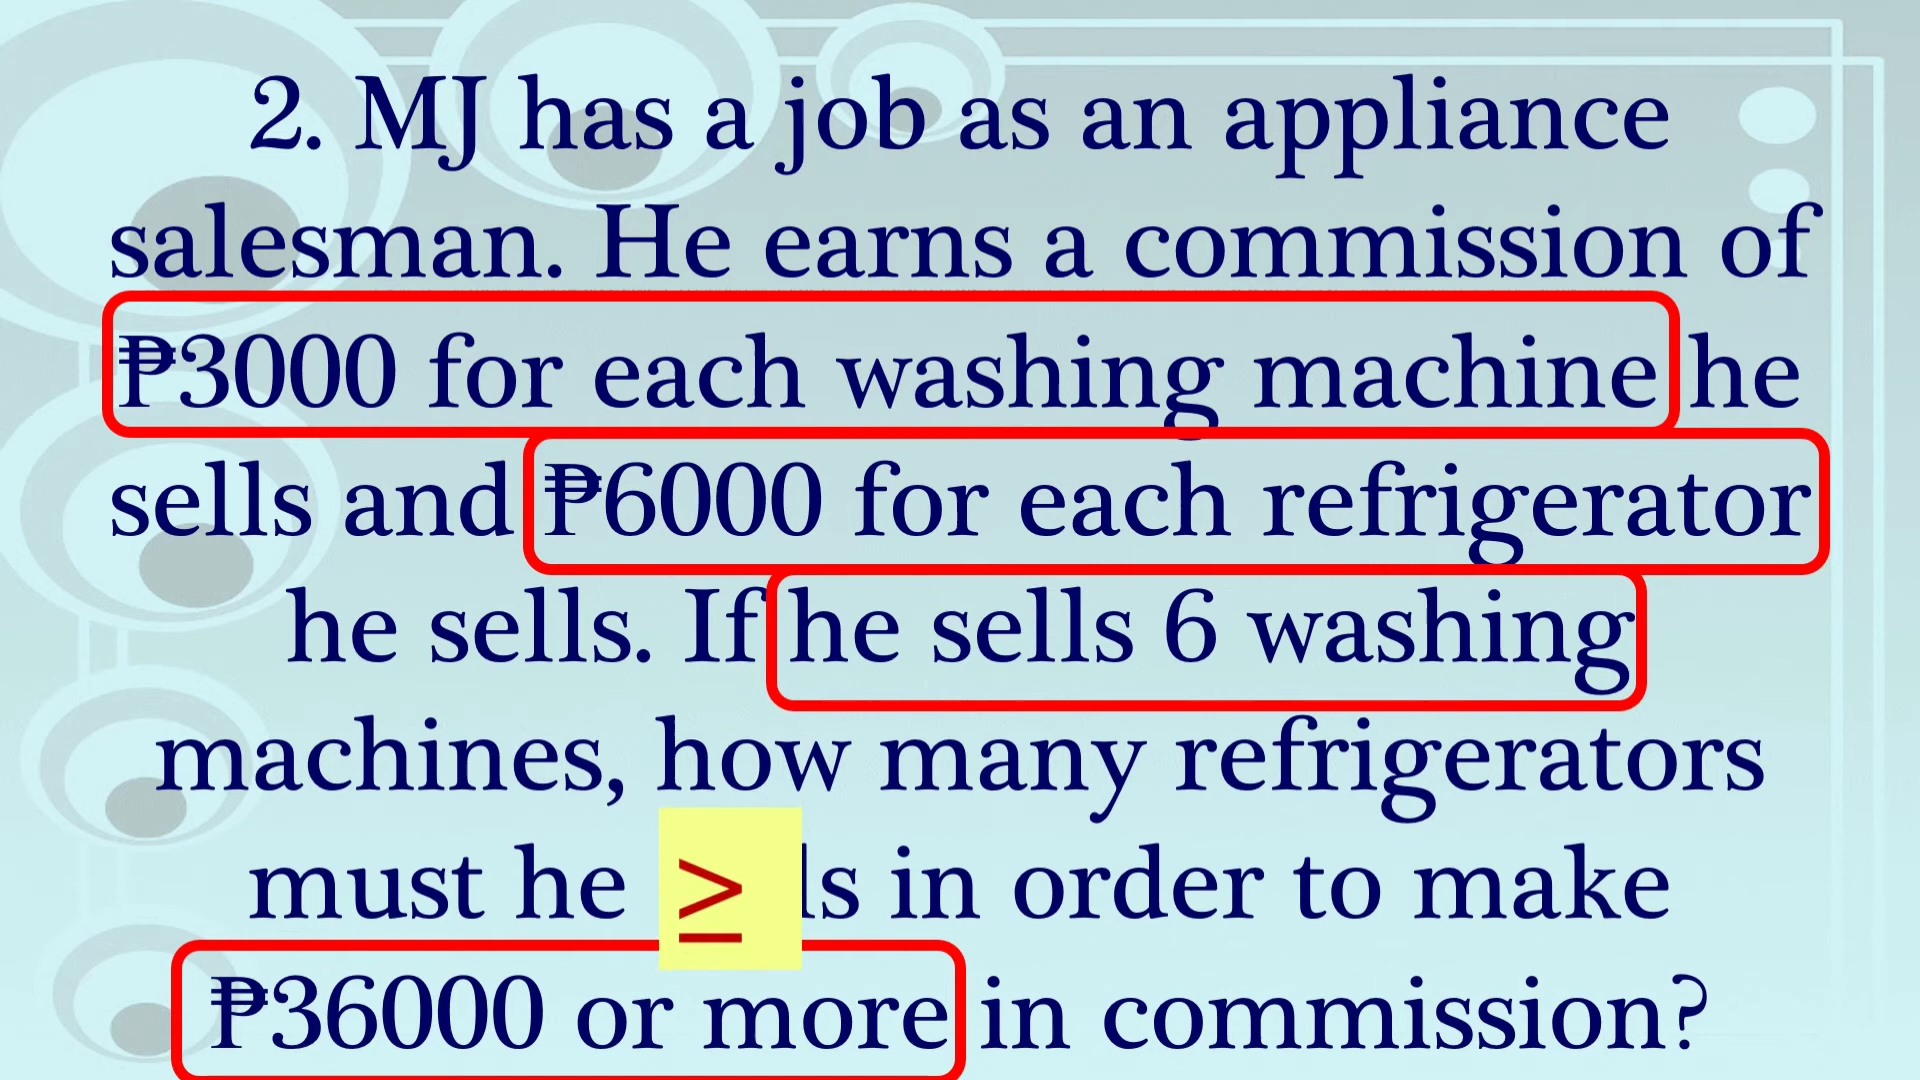 2. MJ has a job as an appliance
salesman. He earns a commission of
₱3000 for each washing machine he
sells and ₱6000 for each refrigerator
he sells. If he sells 6 washing
machines, how many refrigerators
must he ≥ ls in order to make
₱36000 or more in commission?